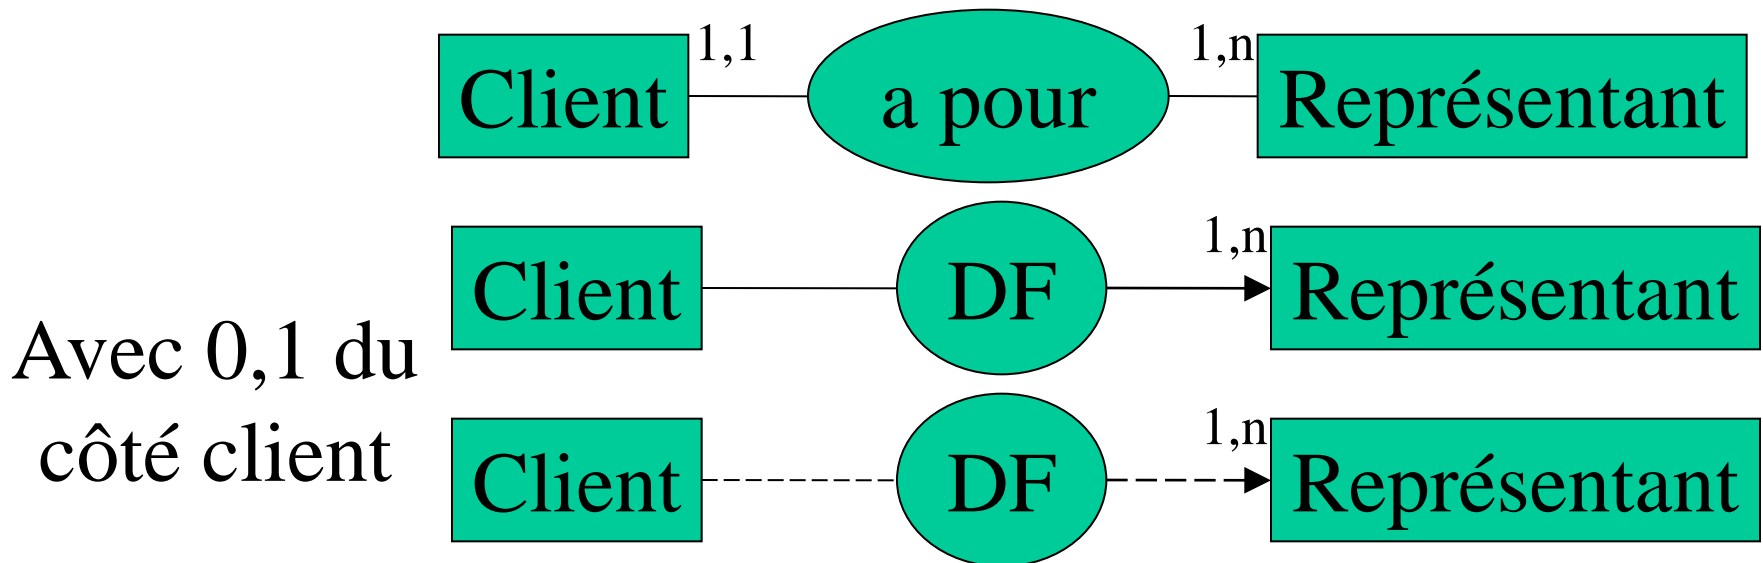 Client 1,1 a pour 1,n Représentant
Client DF 1,n Représentant
Avec 0,1 du
côté client
Client DF 1,n Représentant